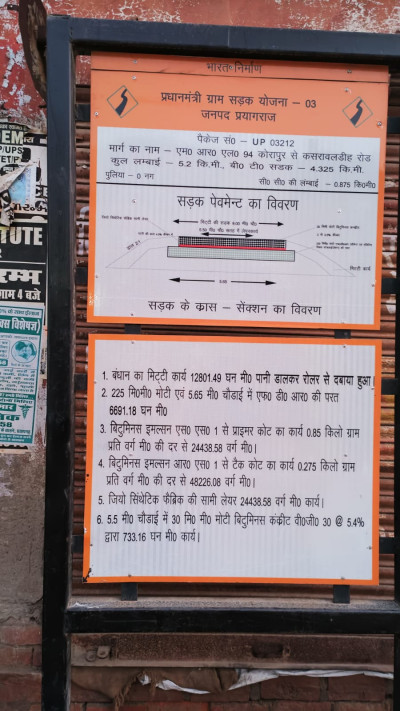 भारत निर्माण
प्रधानमंत्री ग्राम सड़क योजना – 03
जनपद प्रयागराज
पैकेज सं0 – UP 03212
मार्ग का नाम – एम0 आर0 एल0 94 कोरापुर से कसरावलडीह रोड
कुल लम्बाई – 5.2 कि.मी., बी0 टी0 सडक – 4.325 कि.मी.
पुलिया – 0 नग
सी0 सी0 की लंम्बाई – 0.875 कि0मी0
सड़क पेवमेन्ट का विवरण
मिट्टी कार्य
सड़क के क्रास – सेंक्शन का विवरण
1. बंधान का मिट्टी कार्य 12801.49 घन मी0 पानी डालकर रोलर से दबाया हुआ।
2. 225 मि0मी0 मोटी एवं 5.65 मी0 चौडाई में एफ0 डी0 आर0 की परत
6691.18 घन मी0
3. बिटुमिनस इमल्सन एस0 एस0 1 से प्राइमर कोट का कार्य 0.85 किलो ग्राम
प्रति वर्ग मी0 की दर से 24438.58 वर्ग मी0।
4. बिटुमिनस इमल्सन आर0 एस0 1 से टैक कोट का कार्य 0.275 किलो ग्राम
प्रति वर्ग मी0 की दर से 48226.08 वर्ग मी0।
5. जियो सिंथेटिक फैब्रिक की सामी लेयर 24438.58 वर्ग मी0 कार्य।
6. 5.5 मी0 चौडाई में 30 मि0 मी0 मोटी बिटुमिनस कंक्रीट वी0जी0 30 @ 5.4%
द्वारा 733.16 घन मी0 कार्य।
UTE